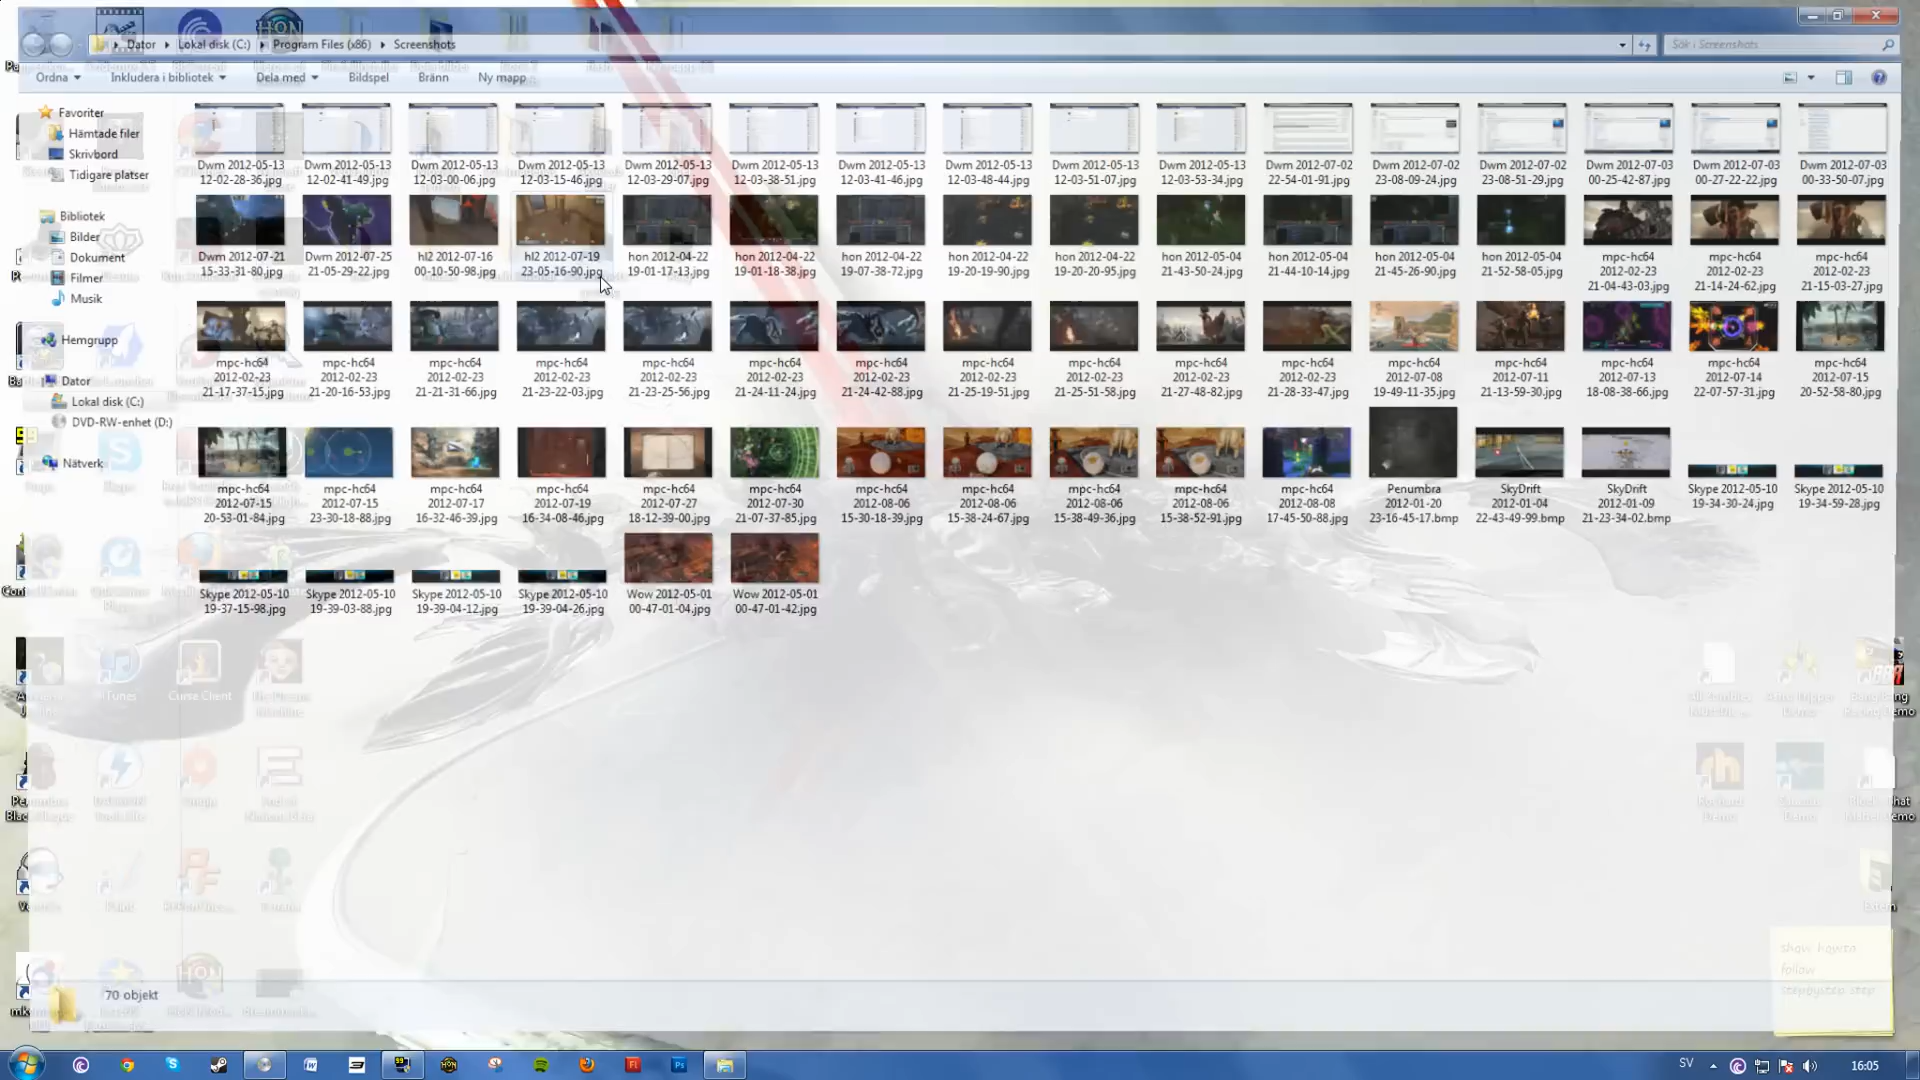 Dator Lokal disk (C:) Program Files (x86) Screenshots
Sök i Screenshots
Ordna Inkludera i bibliotek Dela med Bildspel Bränn Ny mapp
Favoriter
Hämtade filer
Skrivbord
Tidigare platser
Bibliotek
Bilder
Dokument
Filmer
Musik
Hemgrupp
Dator
Lokal disk (C:)
DVD-RW-enhet (D:)
Nätverk
Dwm 2012-05-13
12-02-28-36.jpg
Dwm 2012-05-13
12-02-41-49.jpg
Dwm 2012-05-13
12-03-00-06.jpg
Dwm 2012-05-13
12-03-15-46.jpg
Dwm 2012-05-13
12-03-29-07.jpg
Dwm 2012-05-13
12-03-38-51.jpg
Dwm 2012-05-13
12-03-41-46.jpg
Dwm 2012-05-13
12-03-48-44.jpg
Dwm 2012-05-13
12-03-51-07.jpg
Dwm 2012-05-13
12-03-53-34.jpg
Dwm 2012-07-02
22-54-01-91.jpg
Dwm 2012-07-02
23-08-09-24.jpg
Dwm 2012-07-02
23-08-51-29.jpg
Dwm 2012-07-03
00-25-42-87.jpg
Dwm 2012-07-03
00-27-22-22.jpg
Dwm 2012-07-03
00-33-50-07.jpg
Dwm 2012-07-21
15-33-31-80.jpg
Dwm 2012-07-25
21-05-29-22.jpg
hl2 2012-07-16
00-10-50-98.jpg
hl2 2012-07-19
23-05-16-90.jpg
hon 2012-04-22
19-01-17-13.jpg
hon 2012-04-22
19-01-18-38.jpg
hon 2012-04-22
19-07-38-72.jpg
hon 2012-04-22
19-20-19-90.jpg
hon 2012-04-22
19-20-20-95.jpg
hon 2012-05-04
21-43-50-24.jpg
hon 2012-05-04
21-44-10-14.jpg
hon 2012-05-04
21-45-26-90.jpg
hon 2012-05-04
21-52-58-05.jpg
mpc-hc64
2012-02-23
21-04-43-03.jpg
mpc-hc64
2012-02-23
21-14-24-62.jpg
mpc-hc64
2012-02-23
21-15-03-27.jpg
mpc-hc64
2012-02-23
21-17-37-15.jpg
mpc-hc64
2012-02-23
21-20-16-53.jpg
mpc-hc64
2012-02-23
21-21-31-66.jpg
mpc-hc64
2012-02-23
21-23-22-03.jpg
mpc-hc64
2012-02-23
21-23-25-56.jpg
mpc-hc64
2012-02-23
21-24-11-24.jpg
mpc-hc64
2012-02-23
21-24-42-88.jpg
mpc-hc64
2012-02-23
21-25-19-51.jpg
mpc-hc64
2012-02-23
21-25-51-58.jpg
mpc-hc64
2012-02-23
21-27-48-82.jpg
mpc-hc64
2012-02-23
21-28-33-47.jpg
mpc-hc64
2012-07-08
19-49-11-35.jpg
mpc-hc64
2012-07-11
21-13-59-30.jpg
mpc-hc64
2012-07-13
18-08-38-66.jpg
mpc-hc64
2012-07-14
22-07-57-31.jpg
mpc-hc64
2012-07-15
20-52-58-80.jpg
mpc-hc64
2012-07-15
20-53-01-84.jpg
mpc-hc64
2012-07-15
23-30-18-88.jpg
mpc-hc64
2012-07-17
16-32-46-39.jpg
mpc-hc64
2012-07-19
16-34-08-46.jpg
mpc-hc64
2012-07-27
18-12-39-00.jpg
mpc-hc64
2012-07-30
21-07-37-85.jpg
mpc-hc64
2012-08-06
15-30-18-39.jpg
mpc-hc64
2012-08-06
15-38-24-67.jpg
mpc-hc64
2012-08-06
15-38-49-36.jpg
mpc-hc64
2012-08-06
15-38-52-91.jpg
mpc-hc64
2012-08-08
17-45-50-88.jpg
Penumbra
2012-01-20
23-16-45-17.bmp
SkyDrift
2012-01-04
22-43-49-99.bmp
SkyDrift
2012-01-09
21-23-34-02.bmp
Skype 2012-05-10
19-34-30-24.jpg
Skype 2012-05-10
19-34-59-28.jpg
Skype 2012-05-10
19-37-15-98.jpg
Skype 2012-05-10
19-39-03-88.jpg
Skype 2012-05-10
19-39-04-12.jpg
Skype 2012-05-10
19-39-04-26.jpg
Wow 2012-05-01
00-47-01-04.jpg
Wow 2012-05-01
00-47-01-42.jpg
iTunes
Curse Client
Paint
show howto
follow
70 objekt
SV
16:05